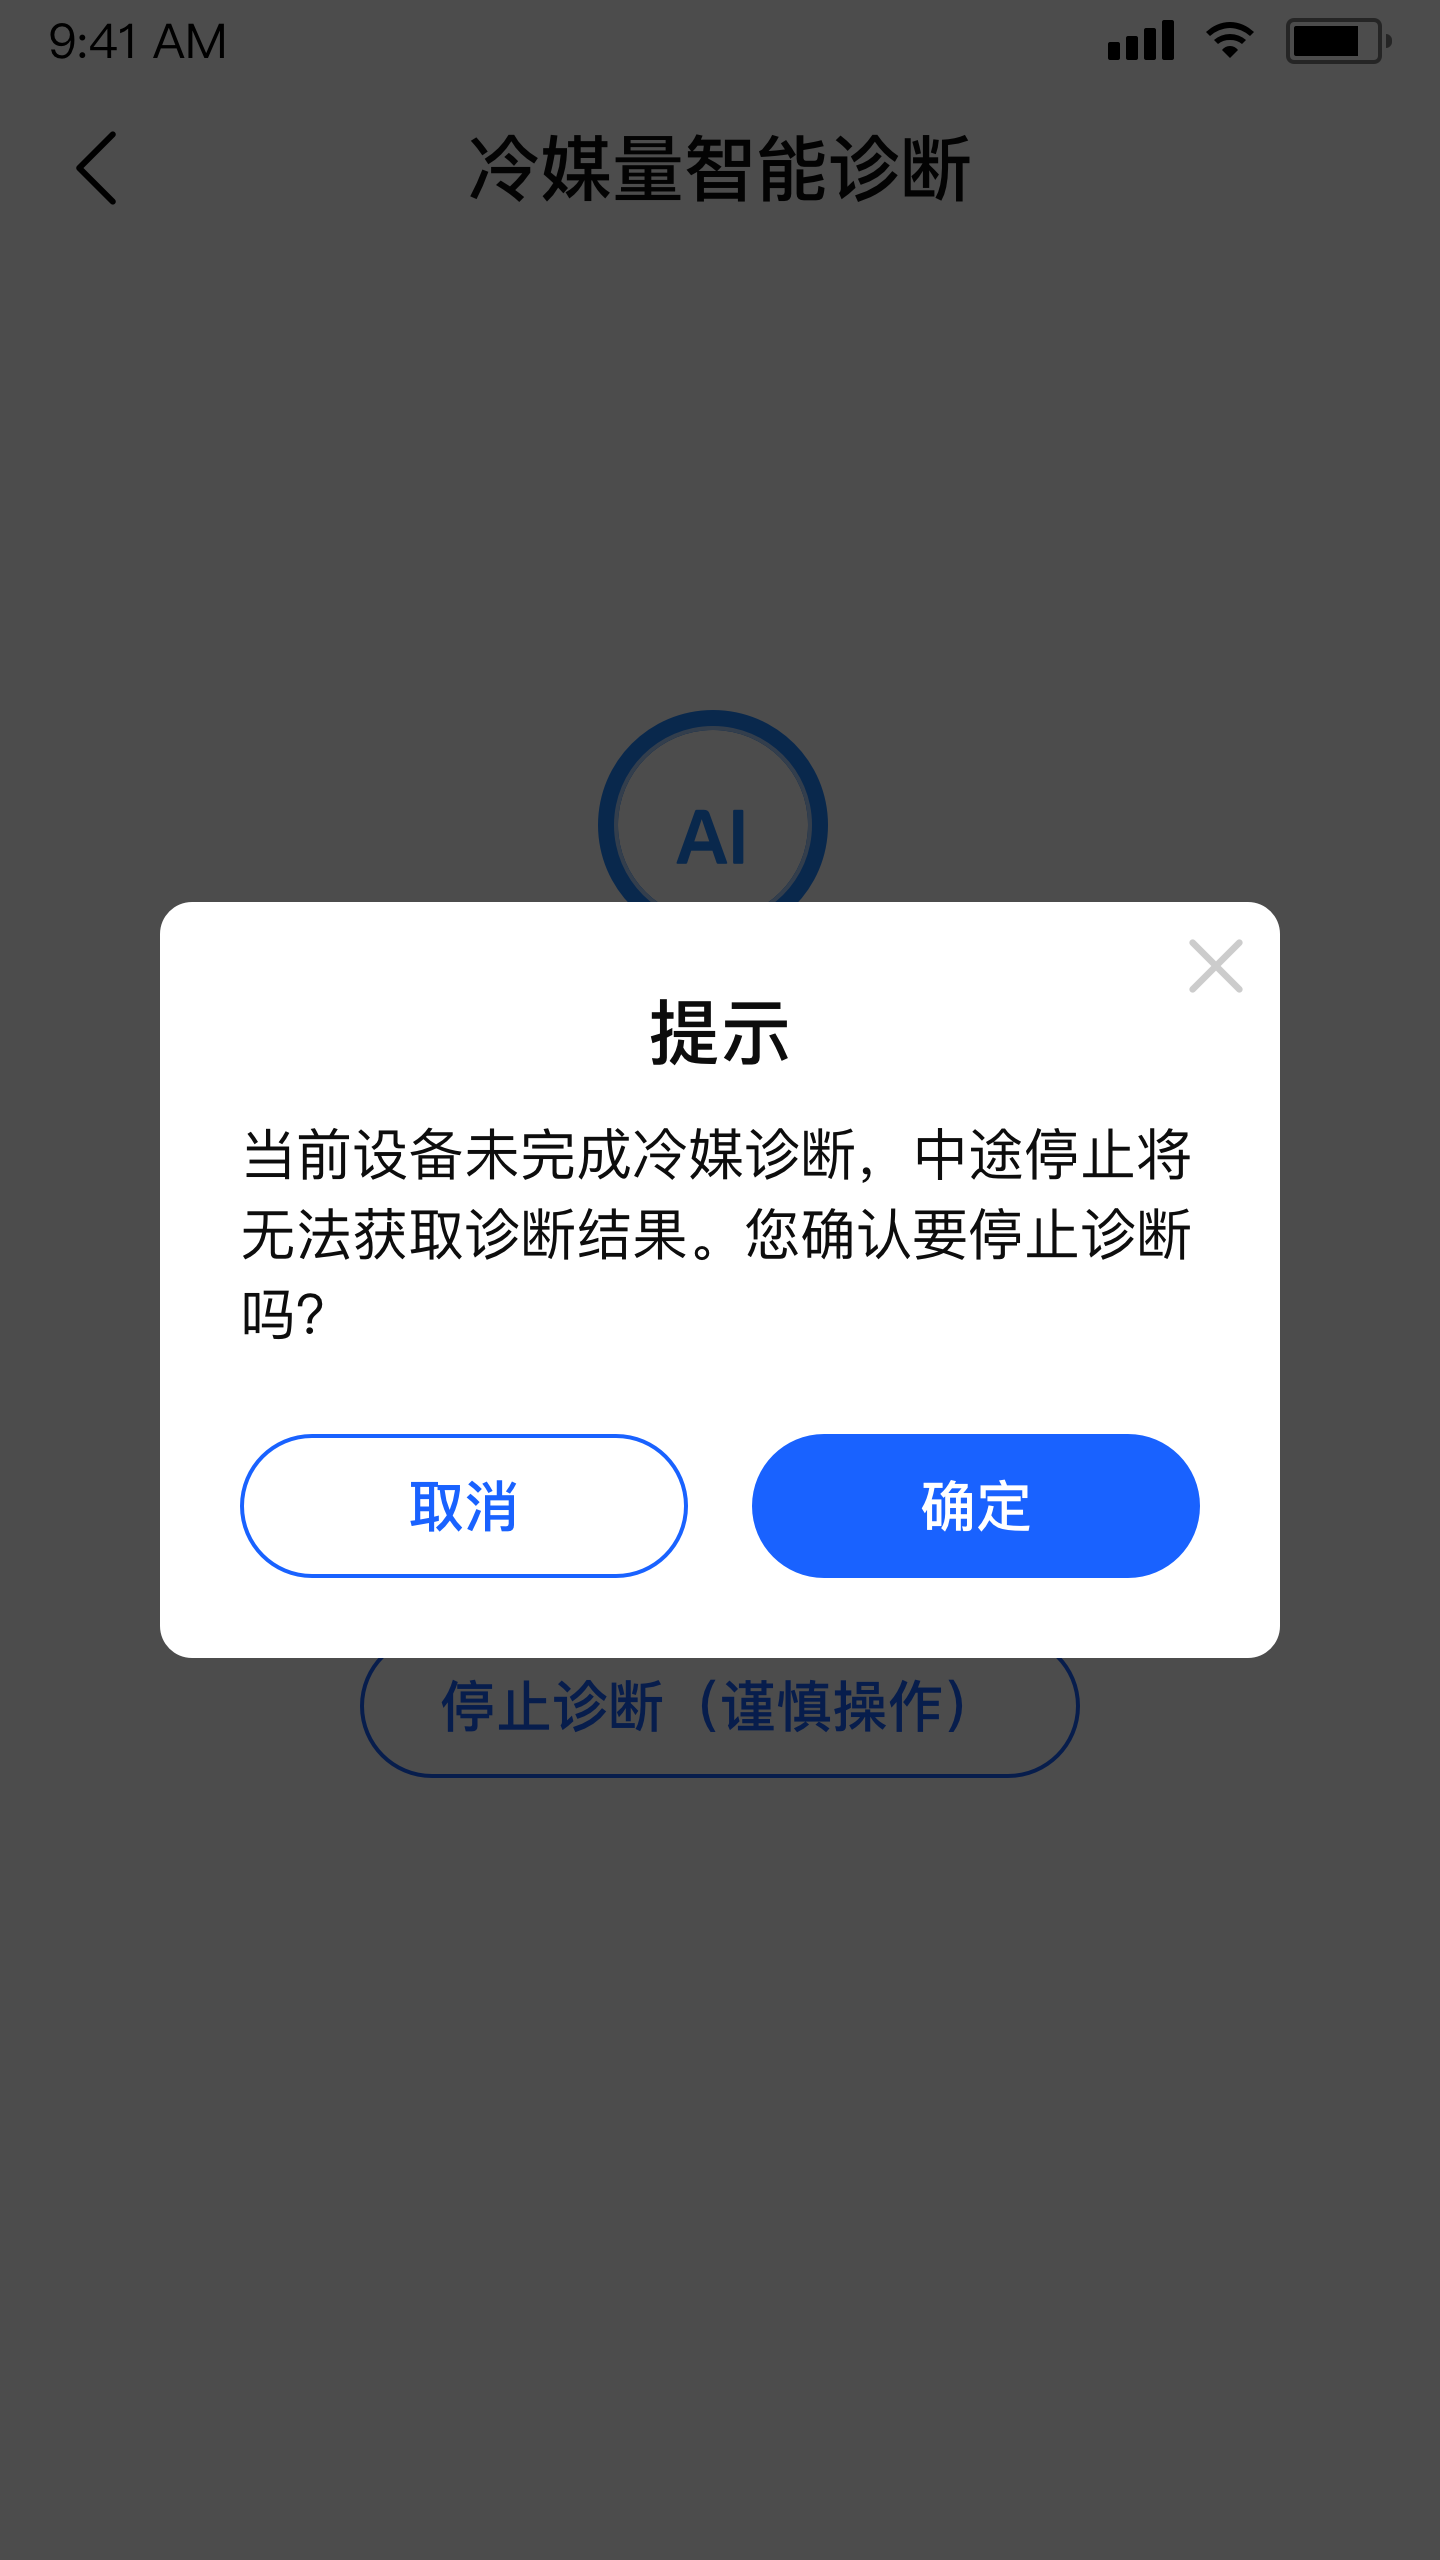 9:41 AM
冷媒量智能诊断
AI
提示
当前设备未完成冷媒诊断，中途停止将
无法获取诊断结果。您确认要停止诊断
吗?
取消
确定
停止诊断（谨慎操作）